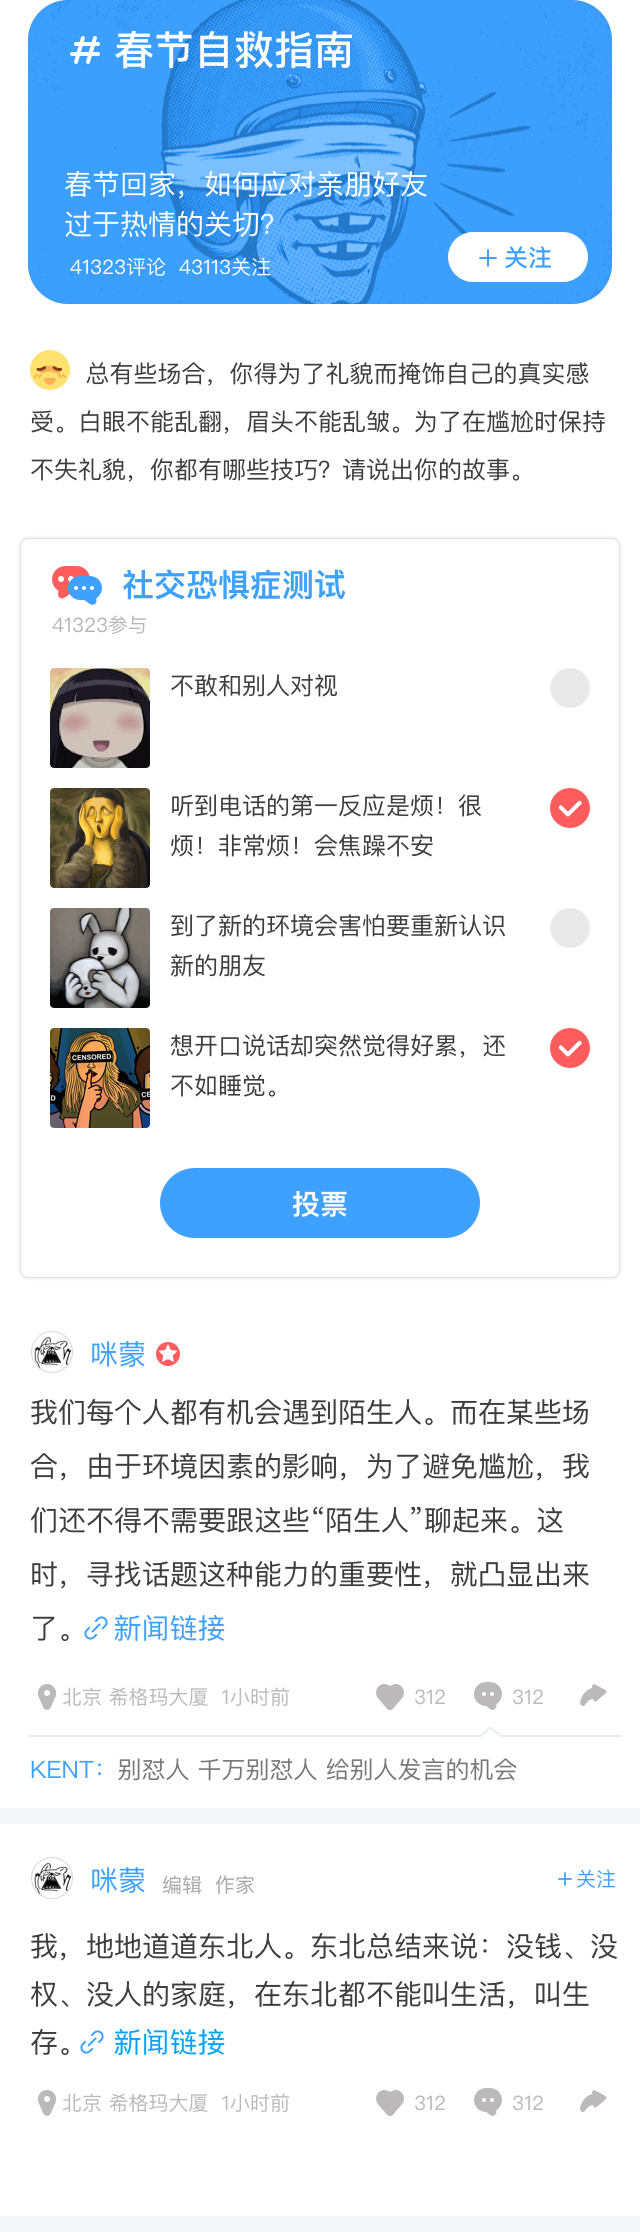 # 春节自救指南
春节回家，如何应对亲朋好友
过于热情的关切？
41323评论 43113关注
+ 关注
总有些场合，你得为了礼貌而掩饰自己的真实感
受。白眼不能乱翻，眉头不能乱皱。为了在尴尬时保持
不失礼貌，你都有哪些技巧？请说出你的故事。
社交恐惧症测试
41323参与
不敢和别人对视
听到电话的第一反应是烦！很
烦！非常烦！会焦躁不安
到了新的环境会害怕要重新认识
新的朋友
CENSORED
想开口说话却突然觉得好累，还
不如睡觉。
投票
咪蒙
我们每个人都有机会遇到陌生人。而在某些场
合，由于环境因素的影响，为了避免尴尬，我
们还不得不需要跟这些“陌生人”聊起来。这
时，寻找话题这种能力的重要性，就凸显出来
了。新闻链接
北京 希格玛大厦 1小时前 312 312
KENT：别怼人 千万别怼人 给别人发言的机会
咪蒙 编辑 作家 +关注
我，地地道道东北人。东北总结来说：没钱、没
权、没人的家庭，在东北都不能叫生活，叫生
存。新闻链接
北京 希格玛大厦 1小时前 312 312